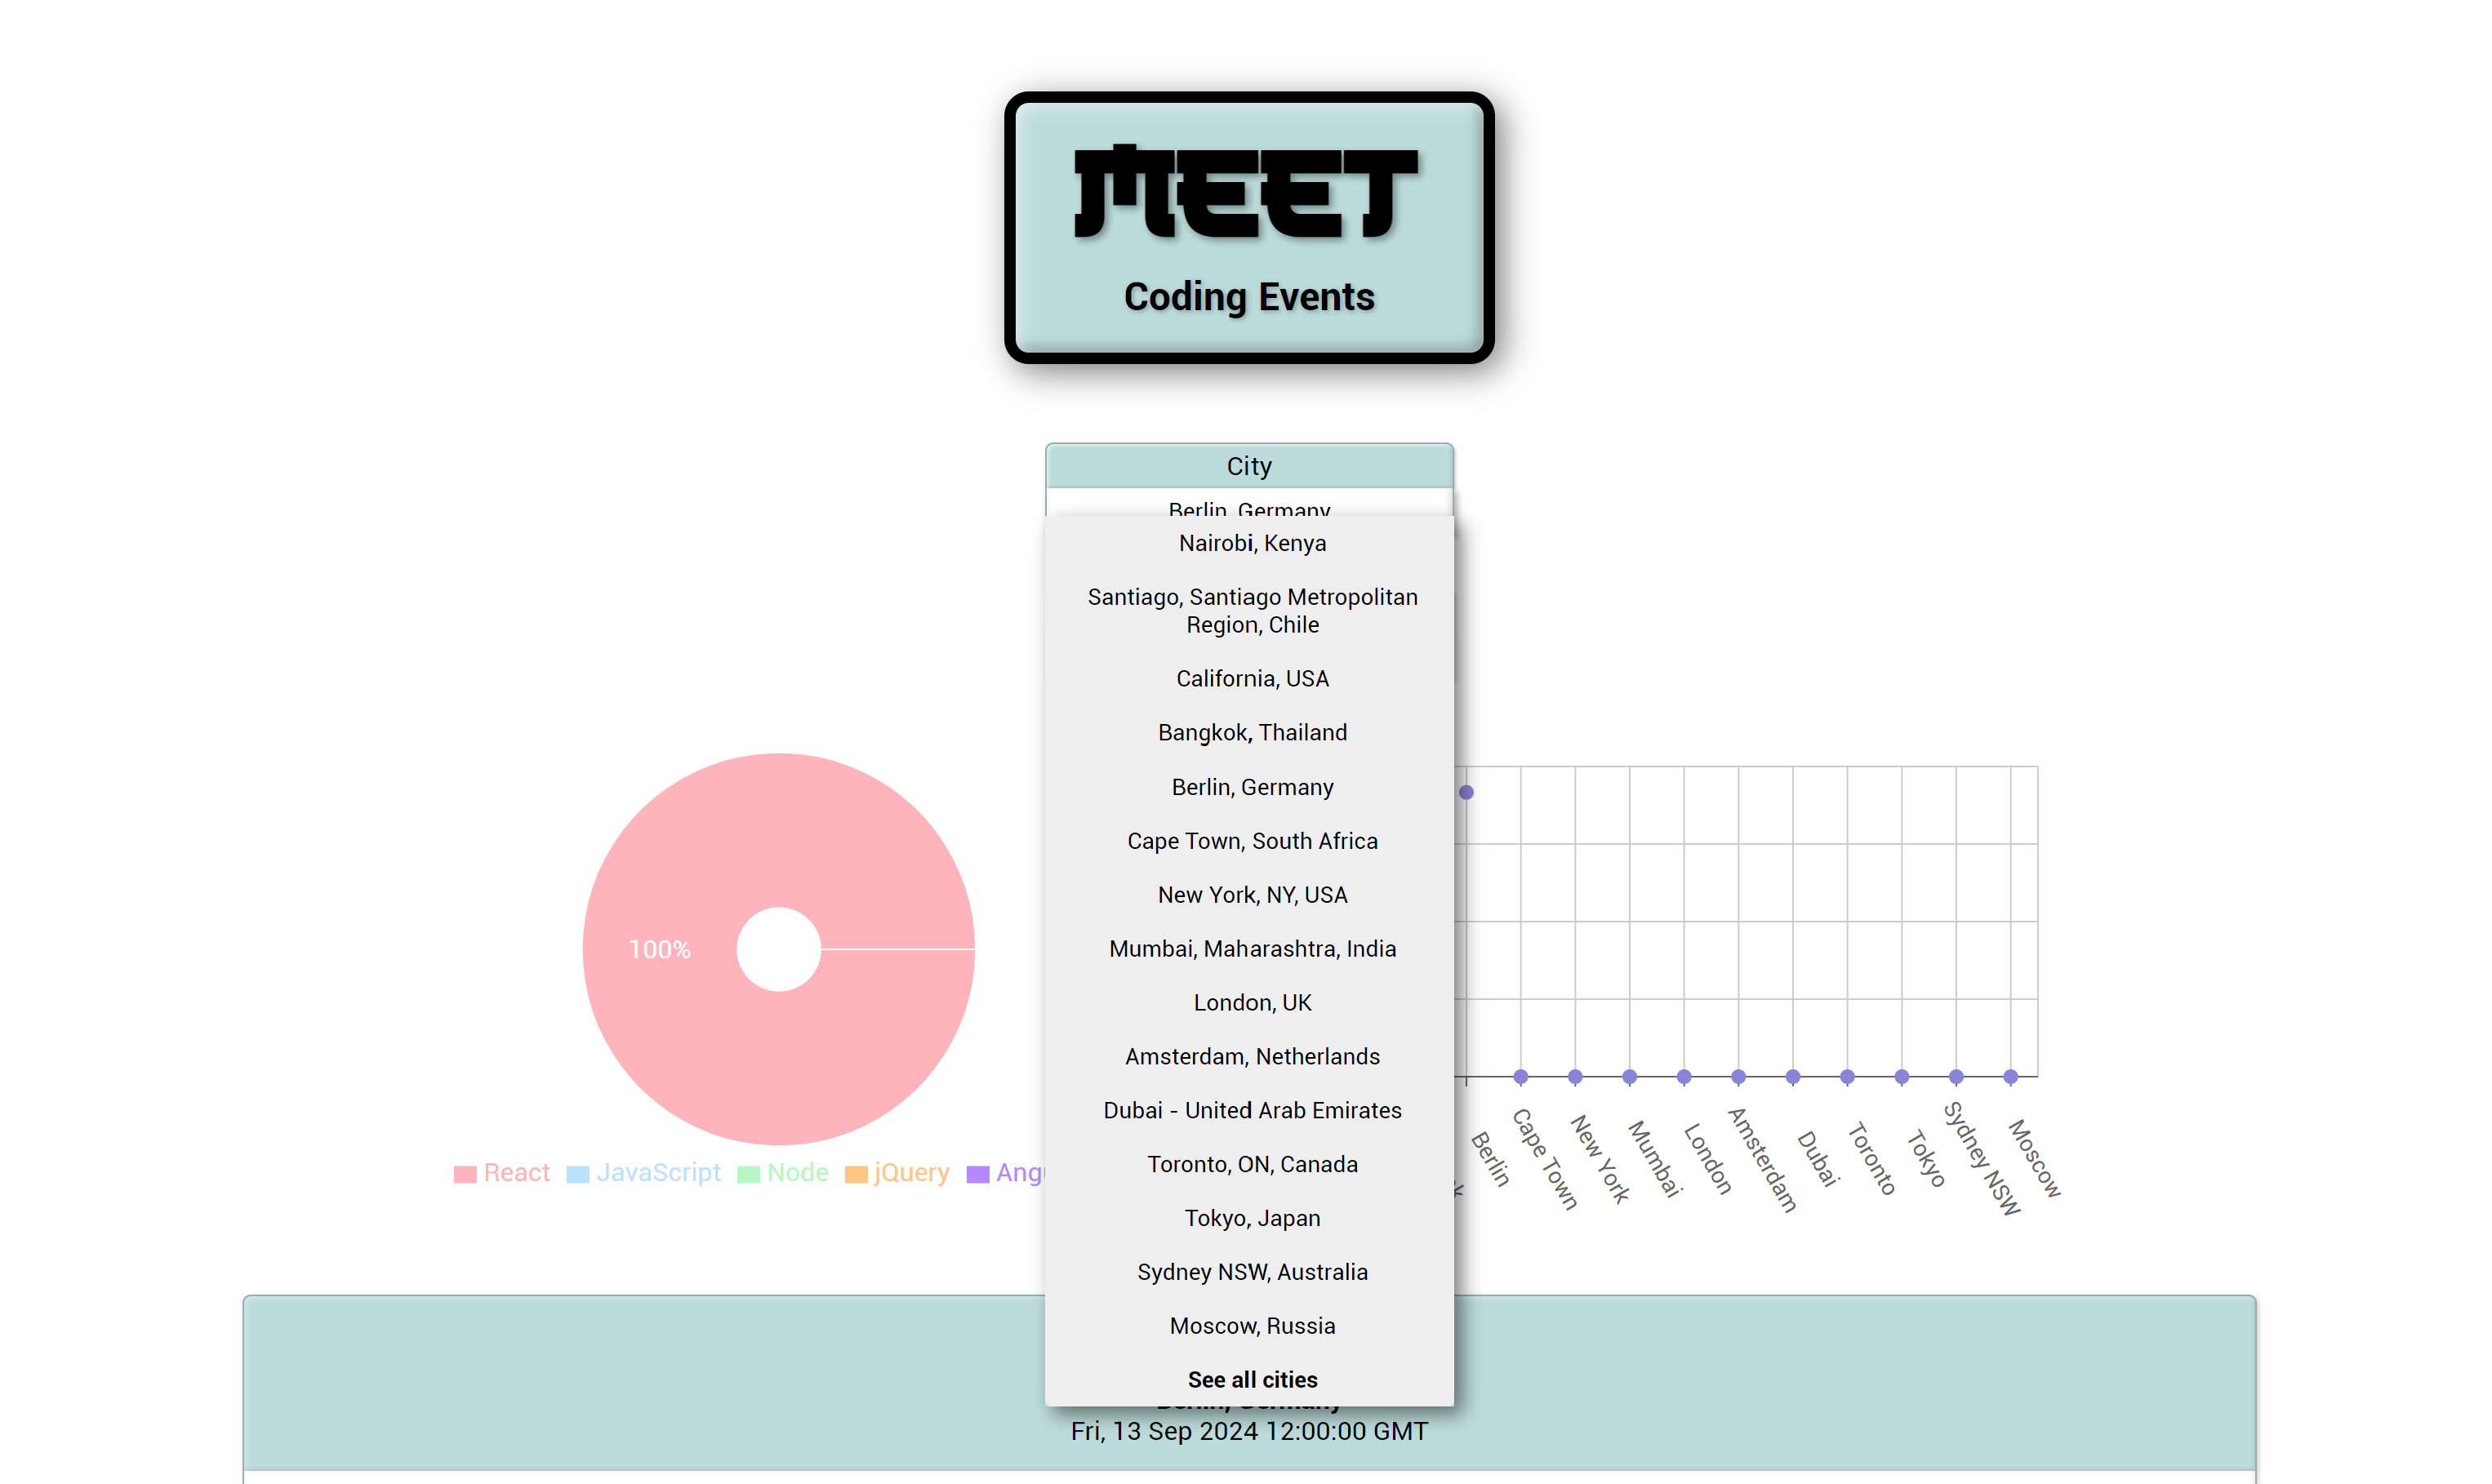 MEET
Coding Events
City
Berlin, Germany
Nairobi, Kenya
Santiago, Santiago Metropolitan
Region, Chile
California, USA
Bangkok, Thailand
Berlin, Germany
Cape Town, South Africa
New York, NY, USA
Mumbai, Maharashtra, India
London, UK
Amsterdam, Netherlands
Dubai - United Arab Emirates
Toronto, ON, Canada
Tokyo, Japan
Sydney NSW, Australia
Moscow, Russia
See all cities
100%
React JavaScript Node jQuery
Berlin
Cape Town
New York
Mumbai
London
Amsterdam
Dubai
Toronto
Tokyo
Sydney NSW
Moscow
Fri, 13 Sep 2024 12:00:00 GMT